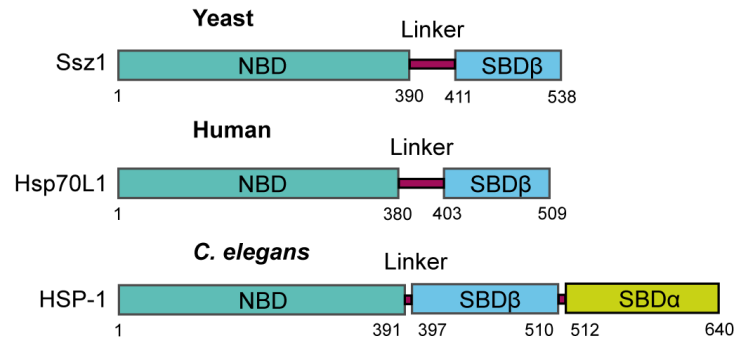 Yeast
Linker
Ssz1 NBD SBDβ
1 390 411 538
Human
Linker
Hsp70L1 NBD SBDβ
1 380 403 509
C. elegans
Linker
HSP-1 NBD SBDβ SBDα
1 391 397 510 512 640